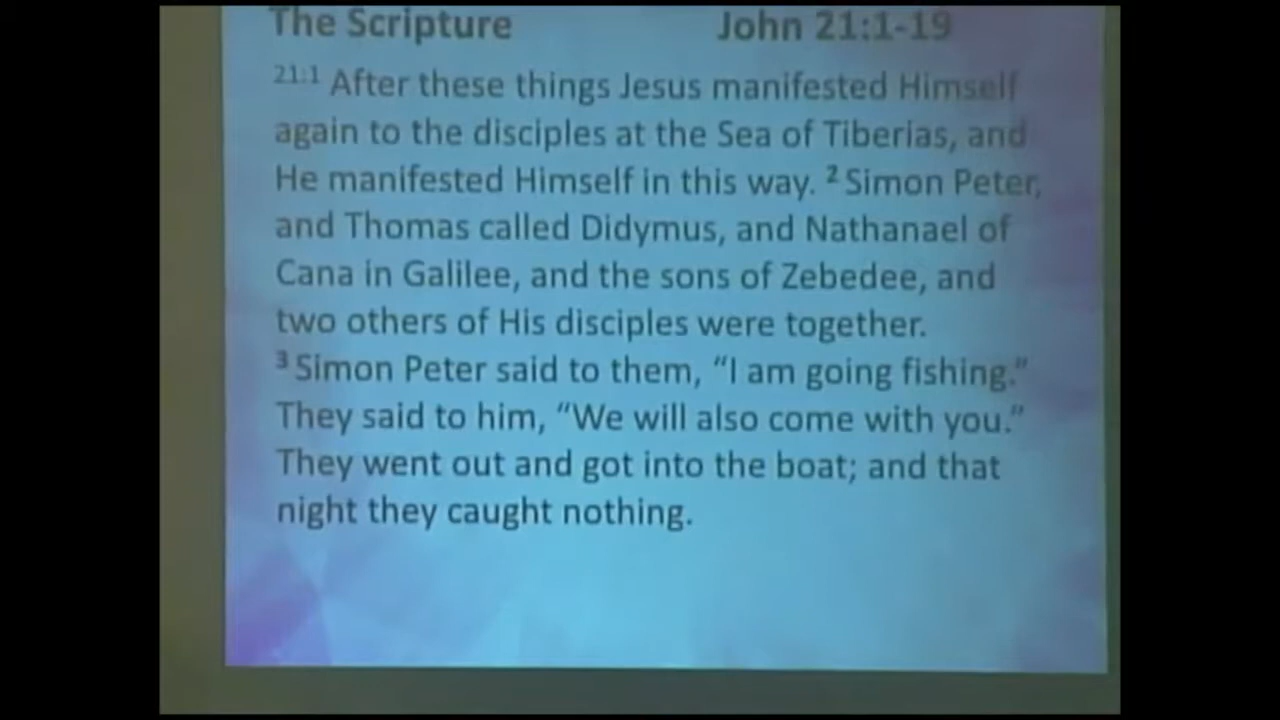 The Scripture John 21:1-19
21:1 After these things Jesus manifested Himself
again to the disciples at the Sea of Tiberias, and
He manifested Himself in this way. 2 Simon Peter,
and Thomas called Didymus, and Nathanael of
Cana in Galilee, and the sons of Zebedee, and
two others of His disciples were together.
3 Simon Peter said to them, “I am going fishing.”
They said to him, “We will also come with you.”
They went out and got into the boat; and that
night they caught nothing.